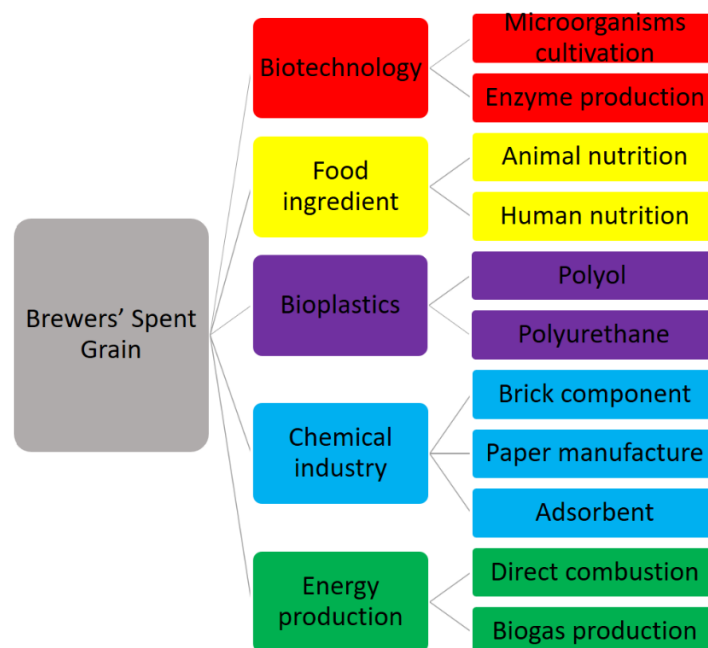 Brewers’ Spent
Grain
Biotechnology
Microorganisms
cultivation
Enzyme production
Food
ingredient
Animal nutrition
Human nutrition
Bioplastics
Polyol
Polyurethane
Chemical
industry
Brick component
Paper manufacture
Adsorbent
Energy
production
Direct combustion
Biogas production